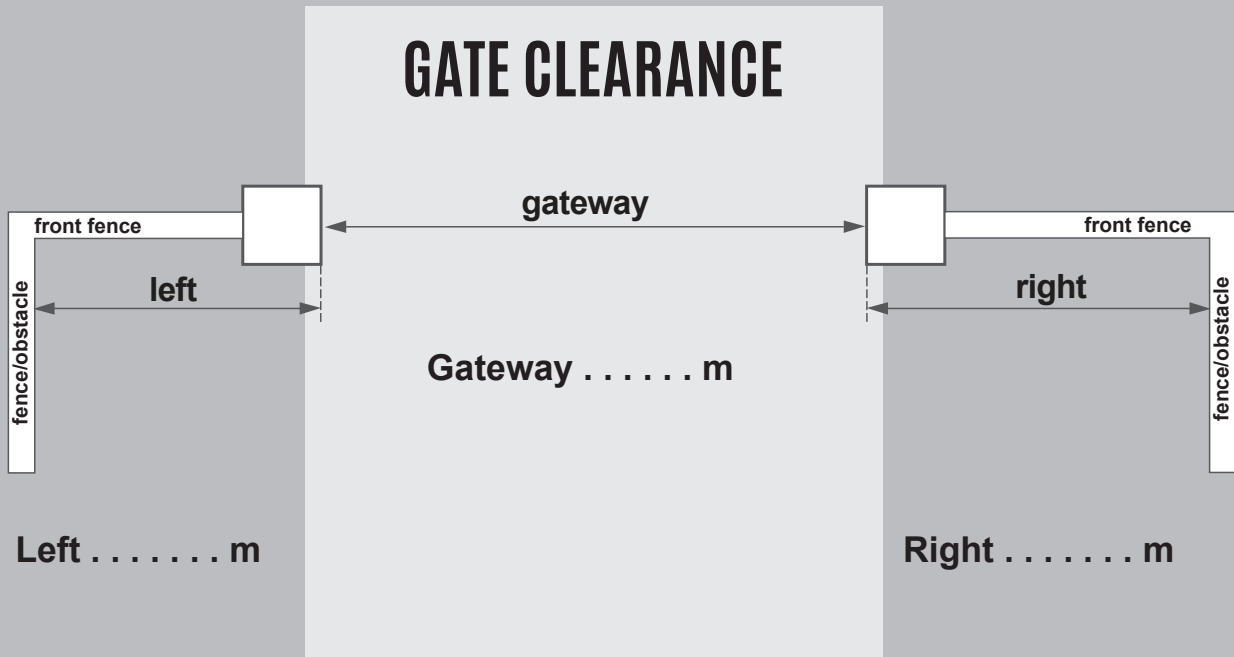 GATE CLEARANCE
gateway
front fence
front fence
left
right
fence/obstacle
fence/obstacle
Gateway . . . . . . m
Left . . . . . . . m
Right . . . . . . . m